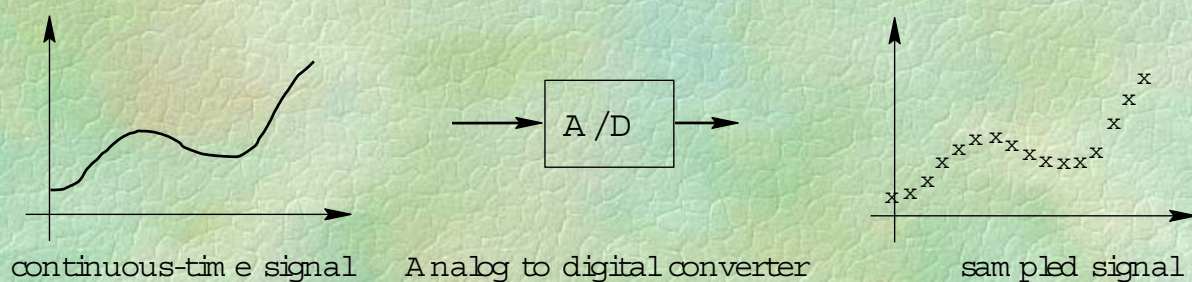 A/D
x x x x x x x x x x x x x x x x
continuous-time signal
Analog to digital converter
sampled signal